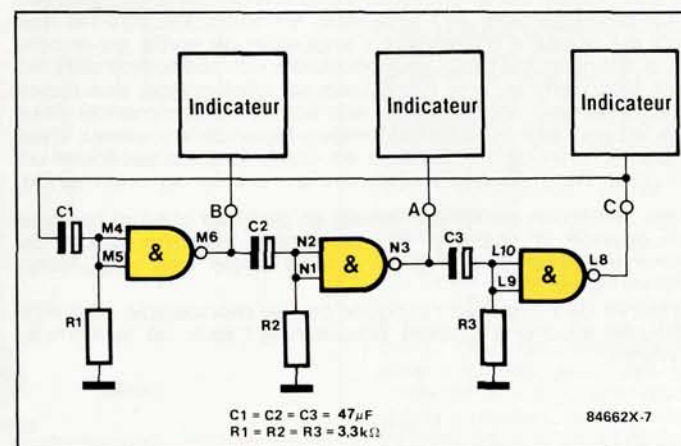 Indicateur
Indicateur
Indicateur
C1
M4
M5
&
M6
B
C2
N2
N1
&
N3
A
C3
L10
L9
&
L8
C
R1
R2
R3
C1 = C2 = C3 = 47µF
R1 = R2 = R3 = 3,3kΩ
84662X-7